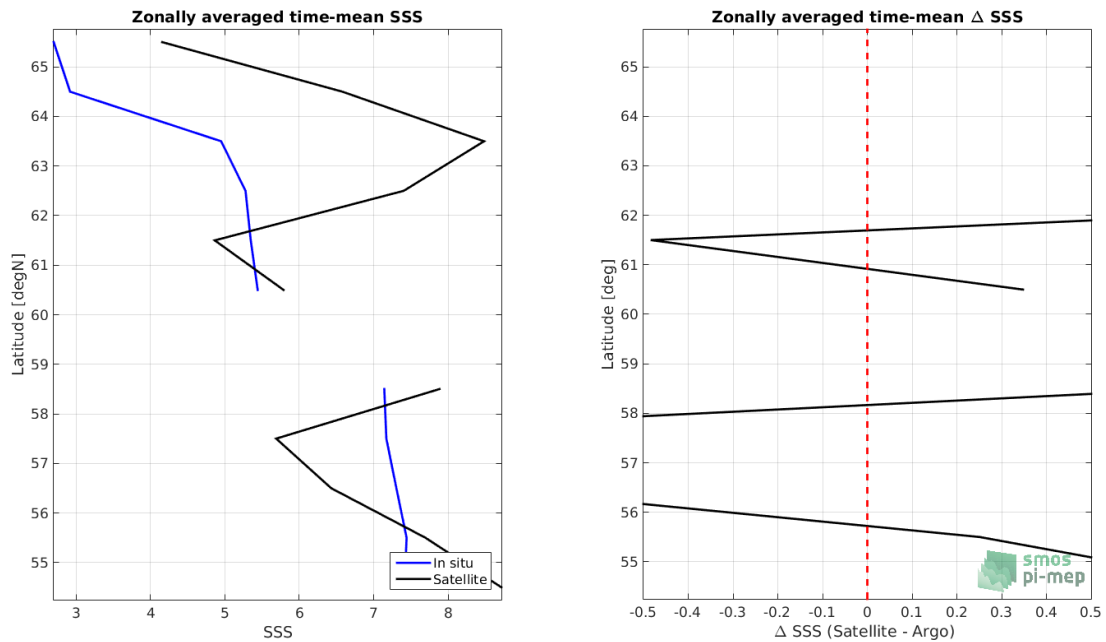 Zonally averaged time-mean SSS
65
64
63
62
61
60
59
58
57
56
55
Latitude [degN]
3 4 5 6 7 8
SSS
In situ
Satellite
Zonally averaged time-mean Δ SSS
65
64
63
62
61
60
59
58
57
56
55
Latitude [deg]
-0.5 -0.4 -0.3 -0.2 -0.1 0 0.1 0.2 0.3 0.4 0.5
Δ SSS (Satellite - Argo)
smos
pi-mep